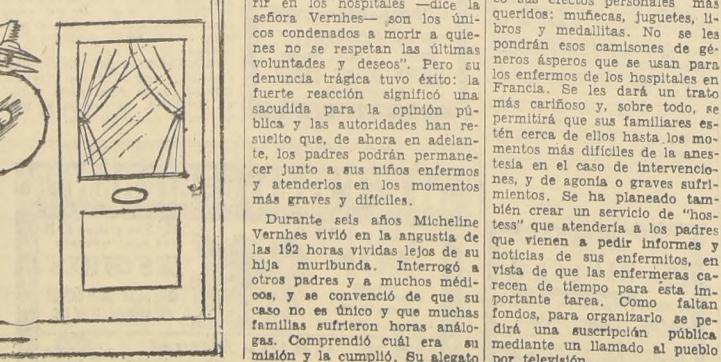 rir en los hospitales —dice la
señora Vernhes— son los úni-
cos condenados a morir a quie-
nes no se respetan las últimas
voluntades y deseos". Pero su
denuncia trágica tuvo éxito: la
fuerte reacción significó una
sacudida para la opinión pú-
blica y las autoridades han re-
suelto que, de ahora en adelan-
te, los padres podrán permane-
cer junto a sus niños enfermos
y atenderlos en los momentos
más graves y difíciles.
Durante seis años Micheline
Vernhes vivió en la angustia de
las 192 horas vividas lejos de su
hija muribunda. Interrogó a
otros padres y a muchos médi-
cos, y se convenció de que su
caso no es único y que muchas
familias sufrieron horas análo-
gas. Comprendió cuál era su
misión y la cumplió. Su alegato
co sus efectos personales más
queridos: muñecas, juguetes, li-
bros y medallitas. No se les
pondrán esos camisones de gé-
neros ásperos que se usan para
los enfermos de los hospitales en
Francia. Se les dará un trato
más cariñoso y, sobre todo, se
permitirá que sus familiares es-
tén cerca de ellos hasta los mo-
mentos más difíciles de la anes-
tesia en el caso de intervencio-
nes, y de agonía o graves sufri-
mientos. Se ha planeado tam-
bién crear un servicio de "hos-
tess" que atendería a los padres
que vienen a pedir informes y
noticias de sus enfermitos, en
vista de que las enfermeras ca-
recen de tiempo para esta im-
portante tarea. Como faltan
fondos, para organizarlo se pe-
dirá una suscripción pública
mediante un llamado al pueblo
por televisión.